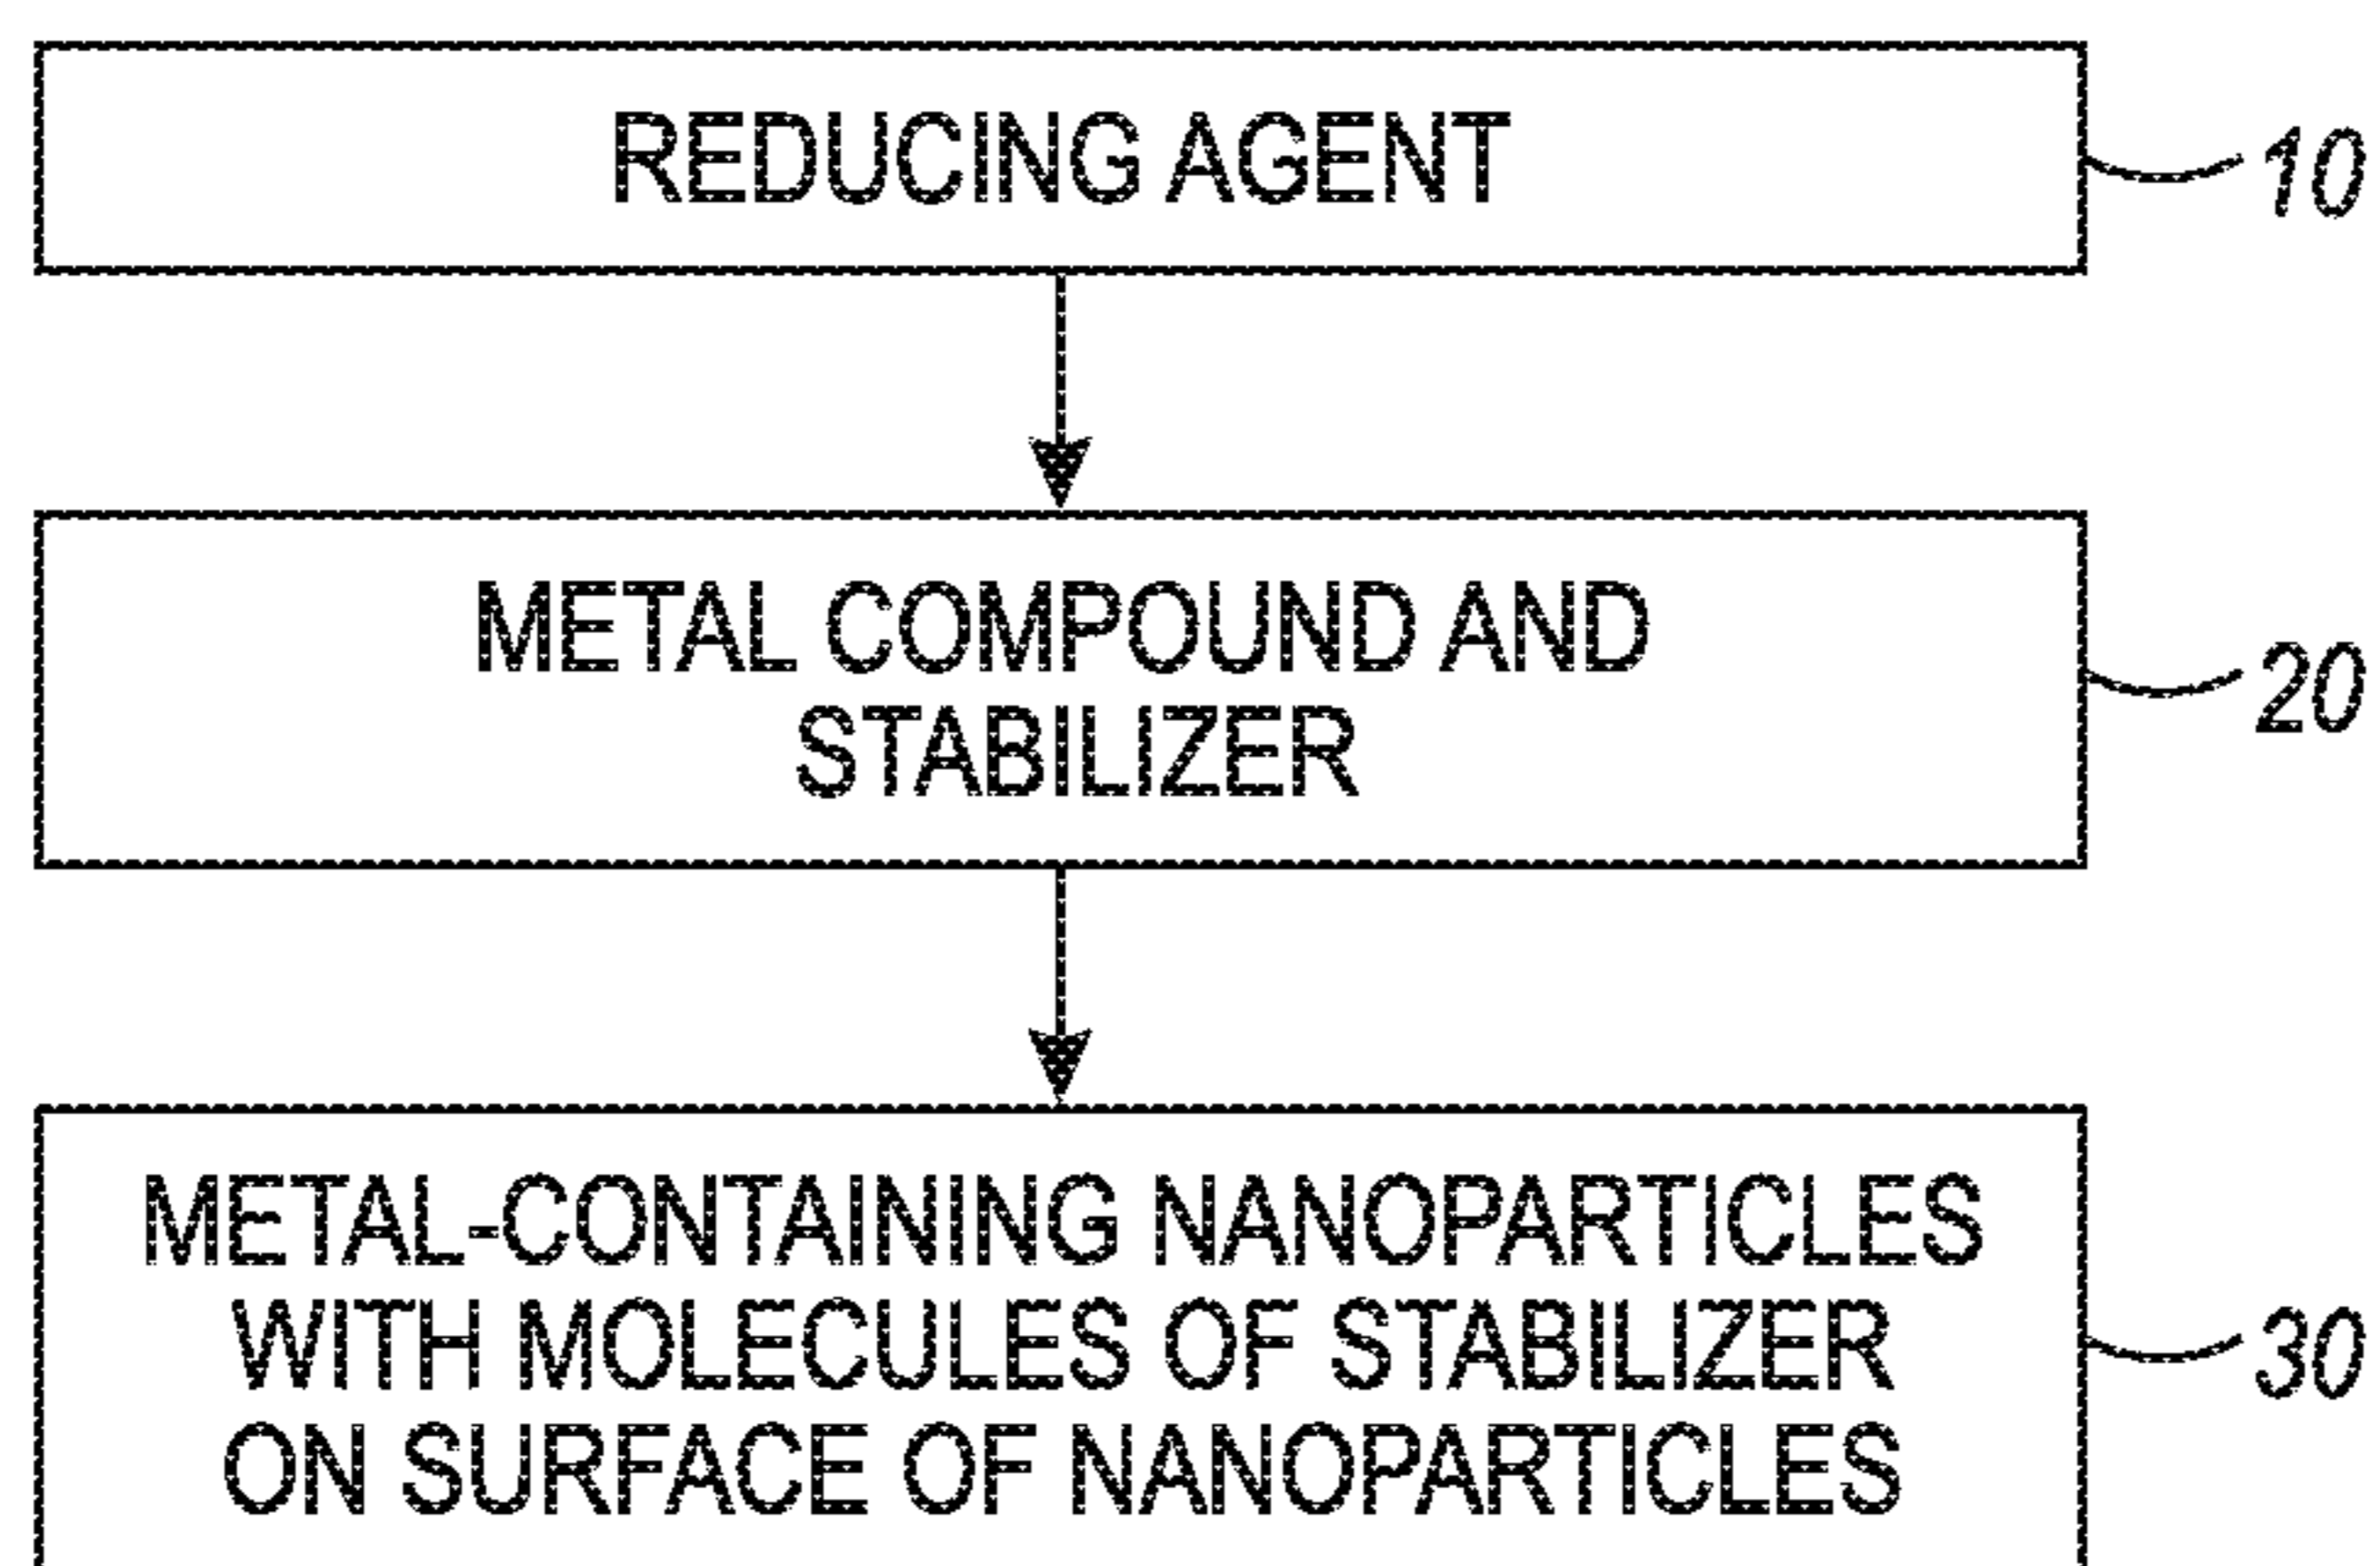 REDUCING AGENT
10
METAL COMPOUND AND
STABILIZER
20
METAL-CONTAINING NANOPARTICLES
WITH MOLECULES OF STABILIZER
ON SURFACE OF NANOPARTICLES
30